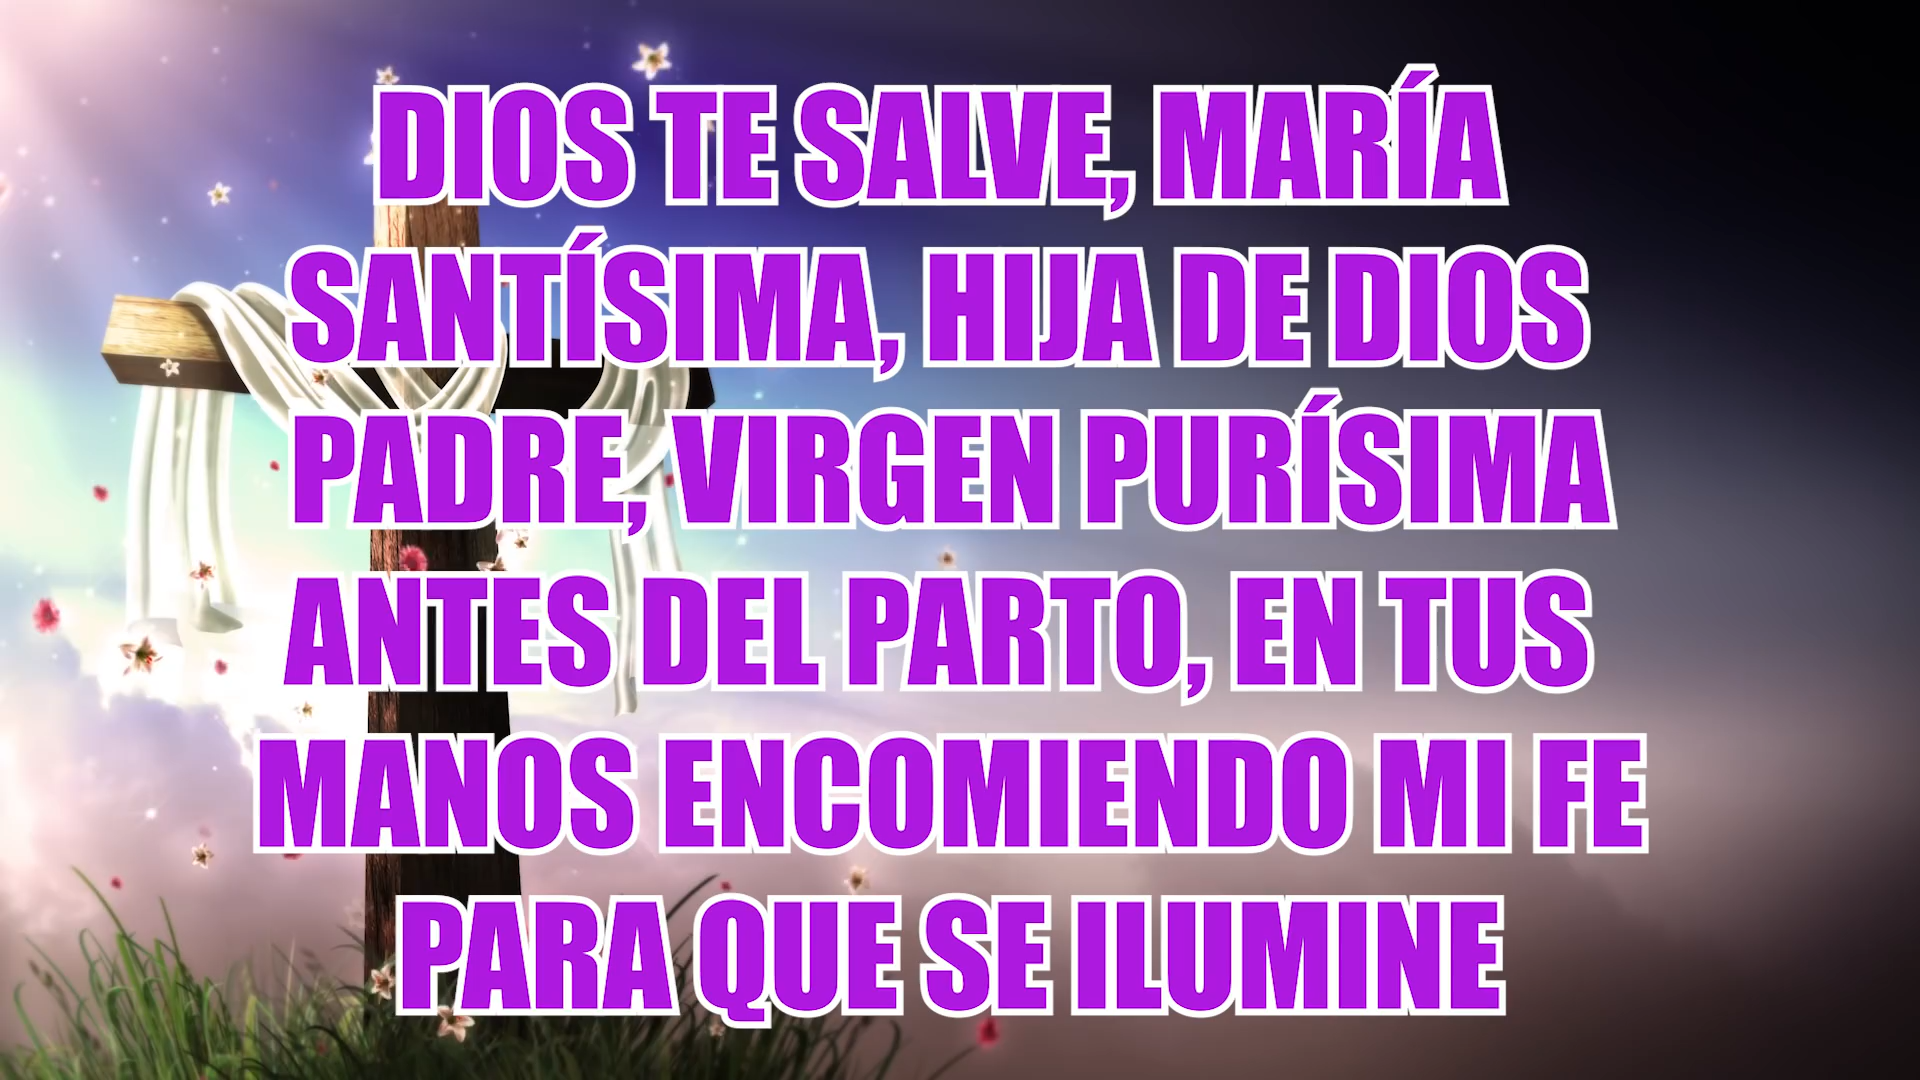 DIOS TE SALVE, MARÍA
SANTÍSIMA, HIJA DE DIOS
PADRE, VIRGEN PURÍSIMA
ANTES DEL PARTO, EN TUS
MANOS ENCOMIENDO MI FE
PARA QUE SE ILUMINE